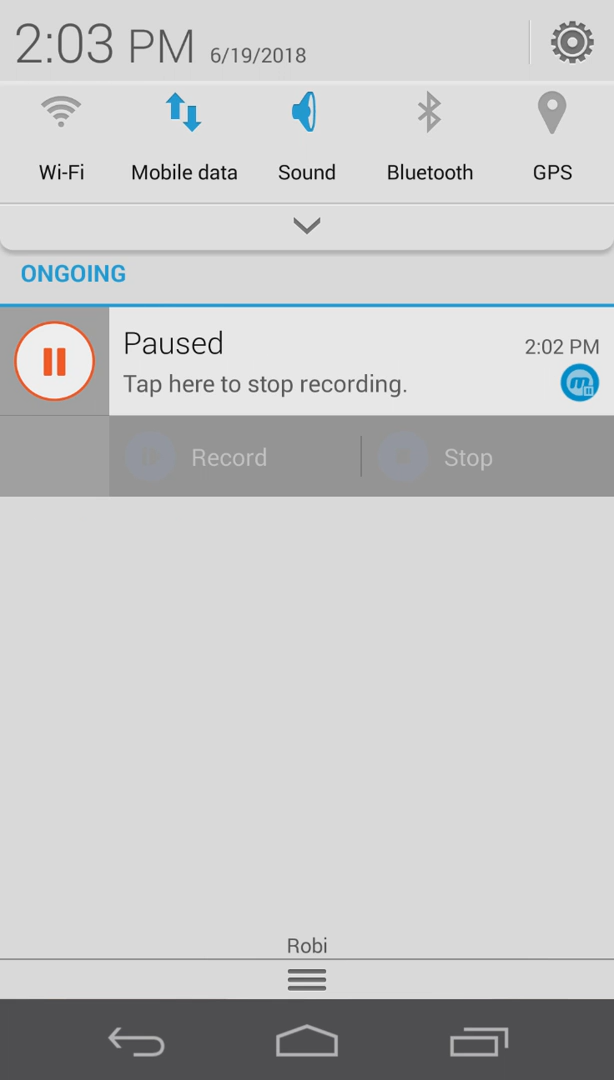 2:03 PM 6/19/2018
Wi-Fi Mobile data Sound Bluetooth GPS
ONGOING
Paused 2:02 PM
Tap here to stop recording.
Record Stop
Robi